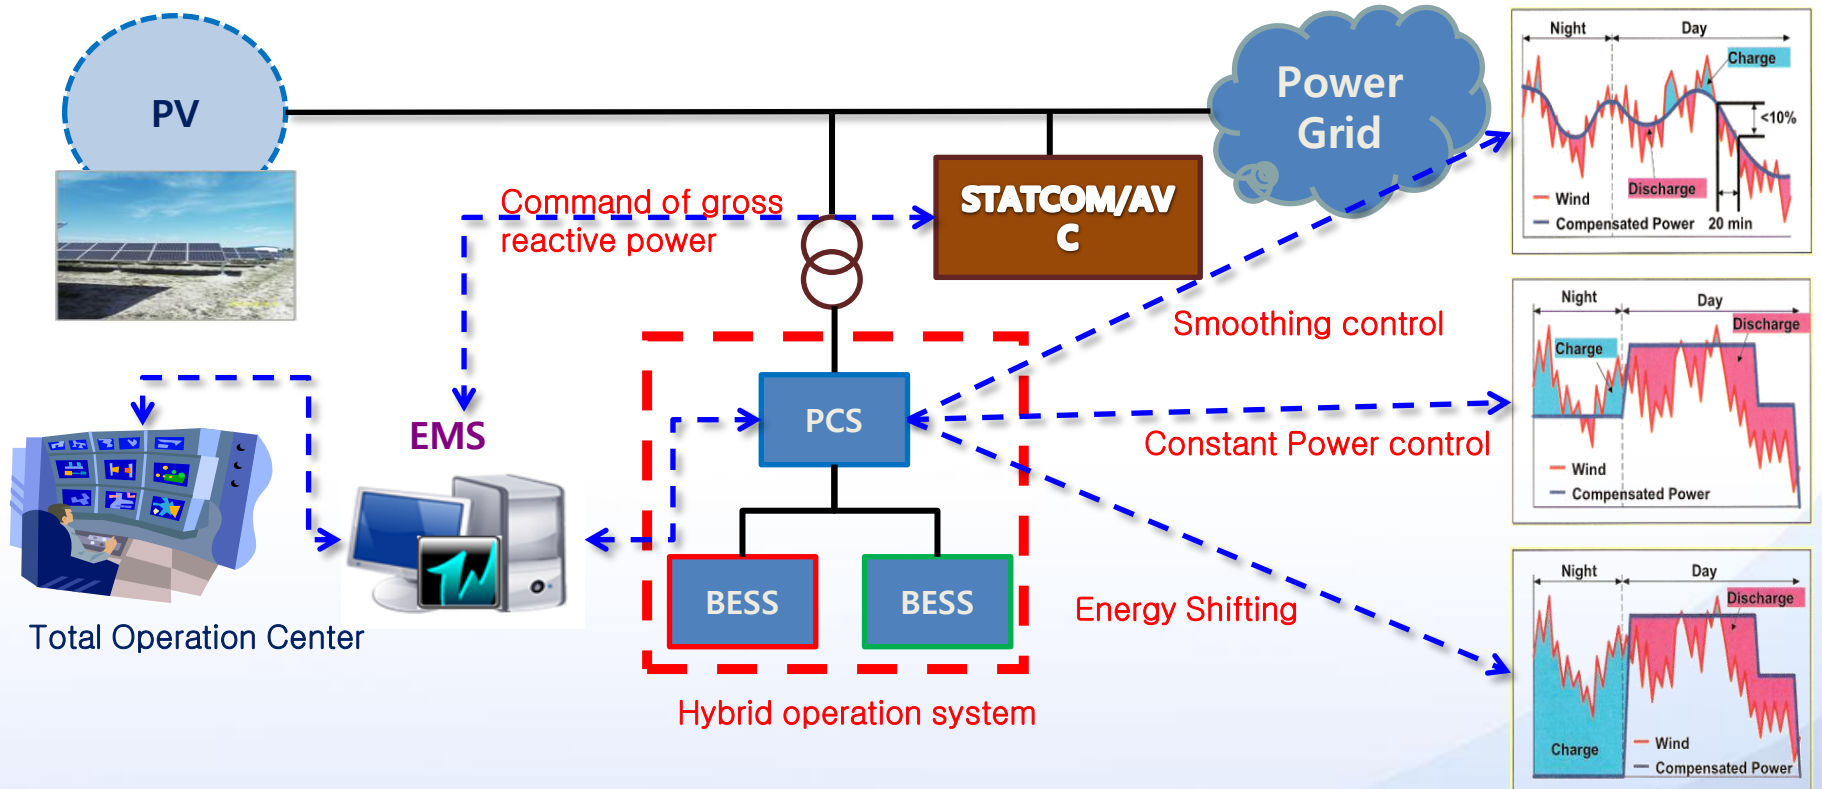 PV
Power
Grid
STATCOM/AV
C
Command of gross
reactive power
Smoothing control
PCS
EMS
Constant Power control
BESS
BESS
Energy Shifting
Total Operation Center
Hybrid operation system
Night
Day
Charge
<10%
Discharge
Wind
Compensated Power
20 min
Night
Day
Discharge
Charge
Wind
Compensated Power
Night
Day
Discharge
Charge
Wind
Compensated Power